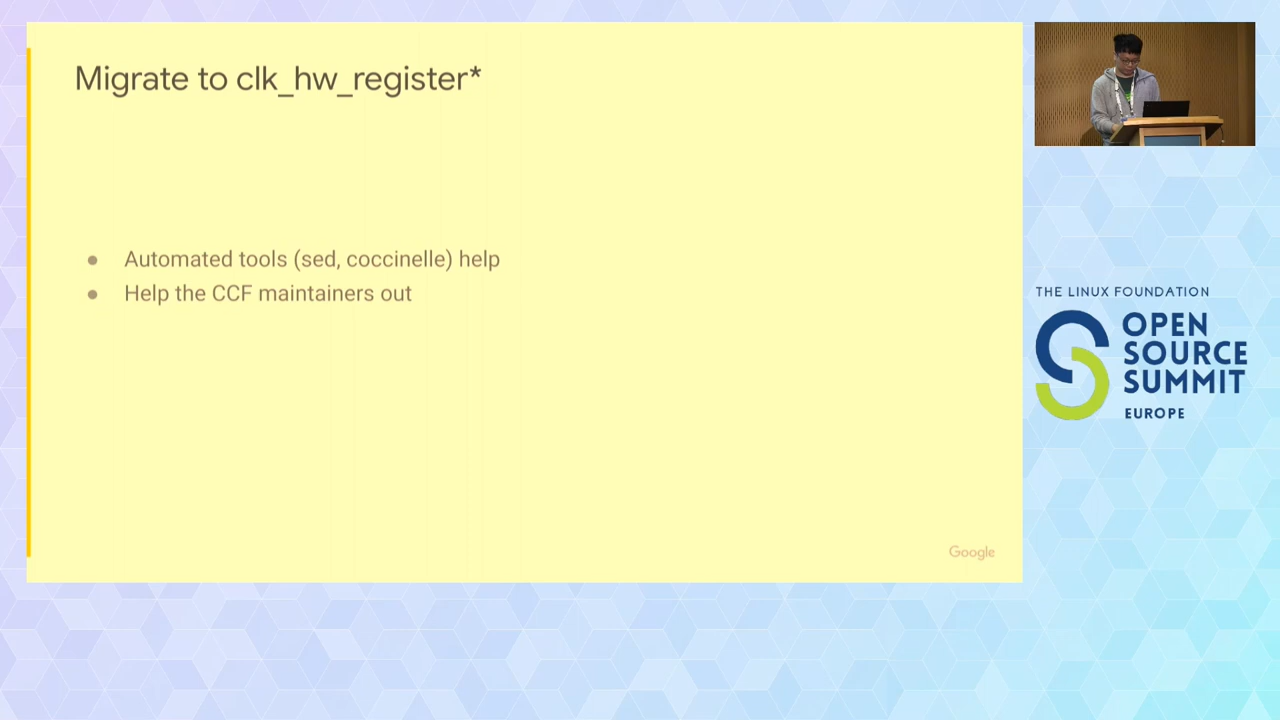 Migrate to clk_hw_register*
● Automated tools (sed, coccinelle) help
● Help the CCF maintainers out
Google
THE LINUX FOUNDATION
OPEN
SOURCE
SUMMIT
EUROPE